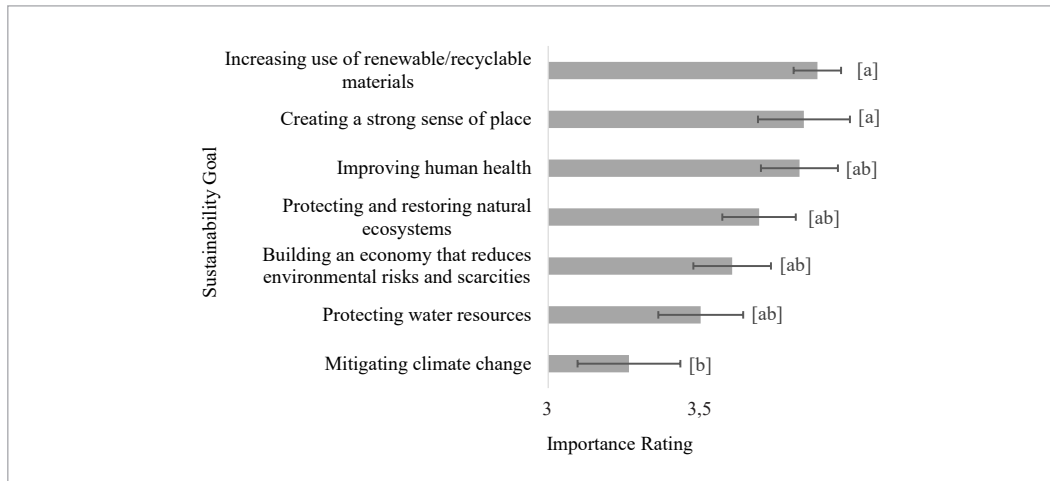 Sustainability Goal
Increasing use of renewable/recyclable
materials
[a]
Creating a strong sense of place
[a]
Improving human health
[ab]
Protecting and restoring natural
ecosystems
[ab]
Building an economy that reduces
environmental risks and scarcities
[ab]
Protecting water resources
[ab]
Mitigating climate change
[b]
3
3,5
Importance Rating